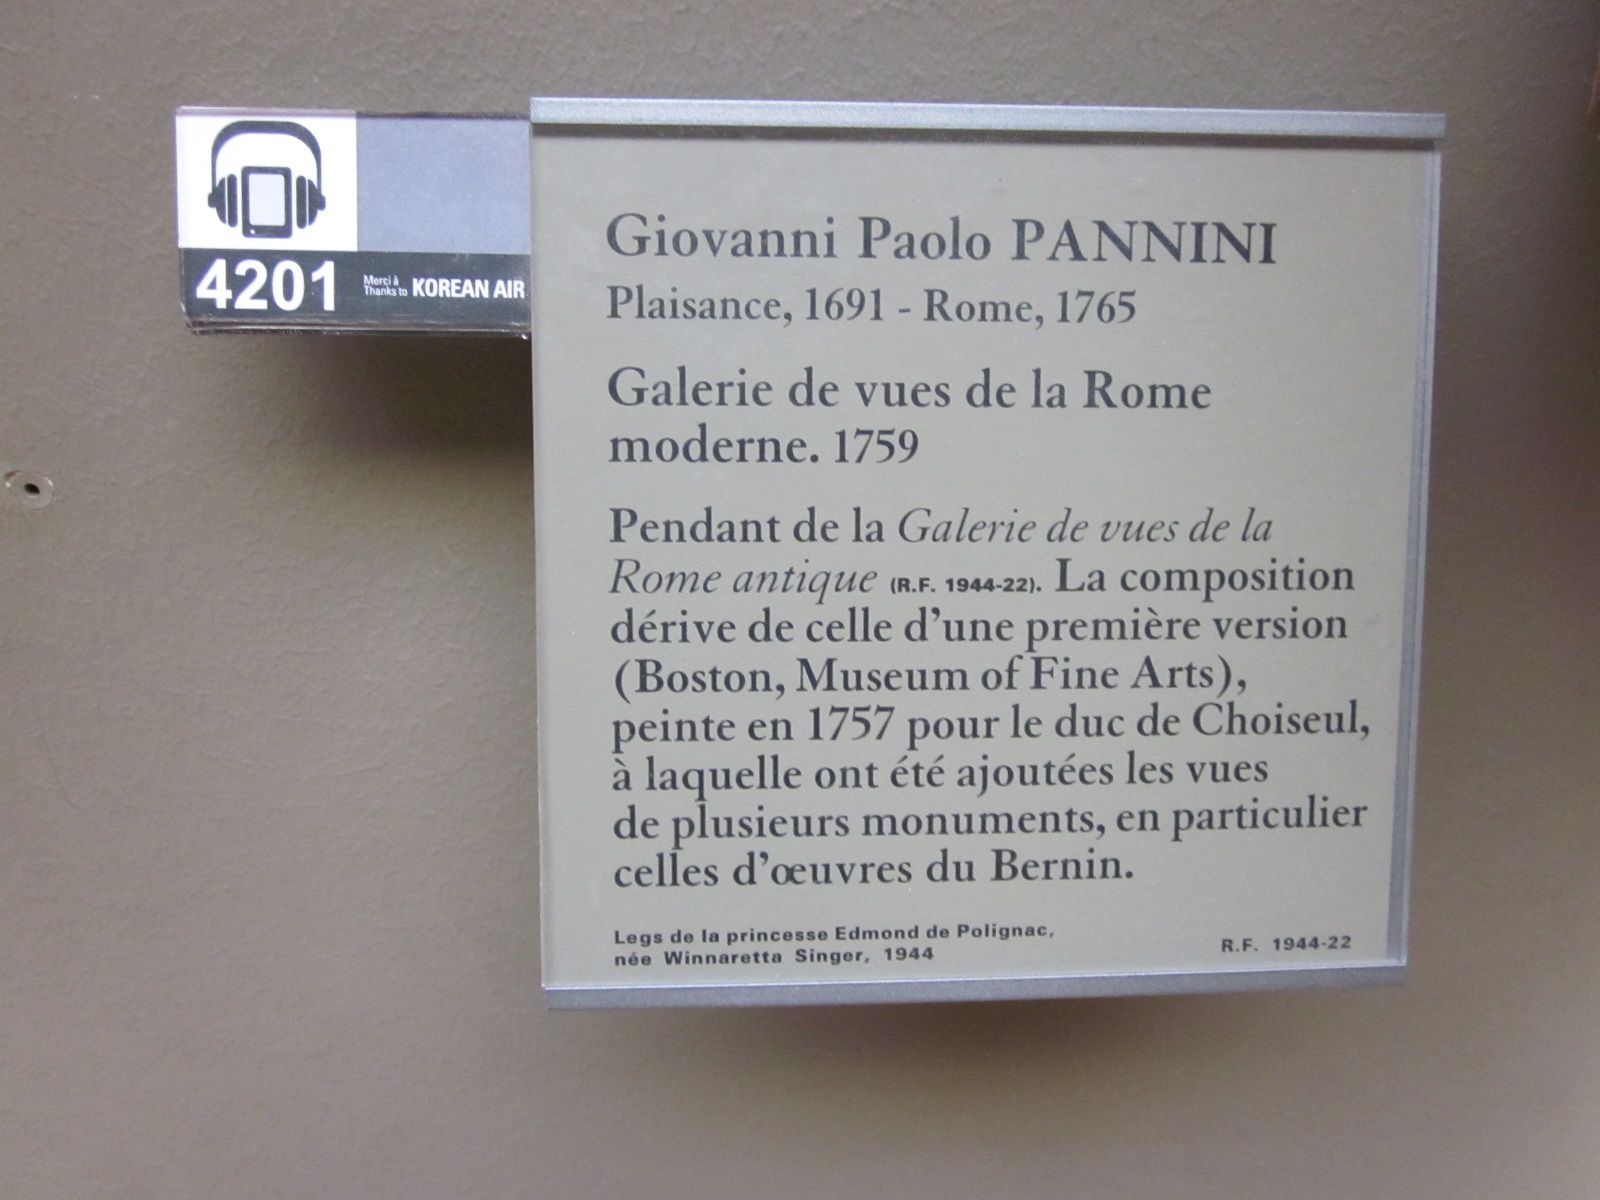 4201
Merci à
Thanks to KOREAN AIR
Giovanni Paolo PANNINI
Plaisance, 1691 - Rome, 1765
Galerie de vues de la Rome
moderne. 1759
Pendant de la Galerie de vues de la
Rome antique (R.F. 1944-22). La composition
dérive de celle d'une première version
(Boston, Museum of Fine Arts),
peinte en 1757 pour le duc de Choiseul,
à laquelle ont été ajoutées les vues
de plusieurs monuments, en particulier
celles d'œuvres du Bernin.
Legs de la princesse Edmond de Polignac,
née Winnaretta Singer, 1944
R.F. 1944-22